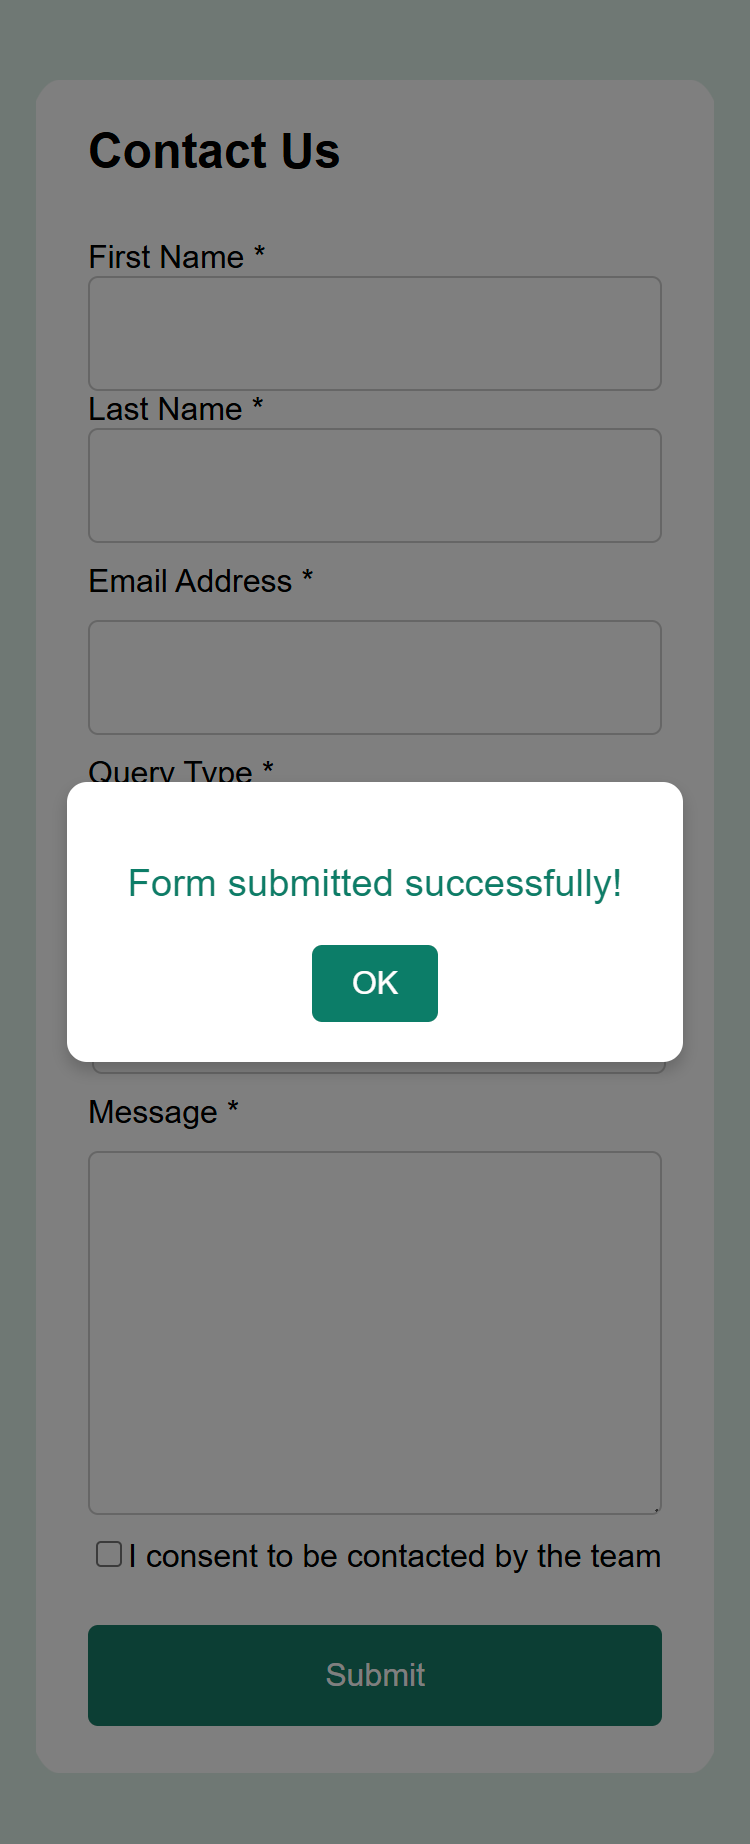 Contact Us
First Name *
Last Name *
Email Address *
Query Type *
Form submitted successfully!
OK
Message *
I consent to be contacted by the team
Submit